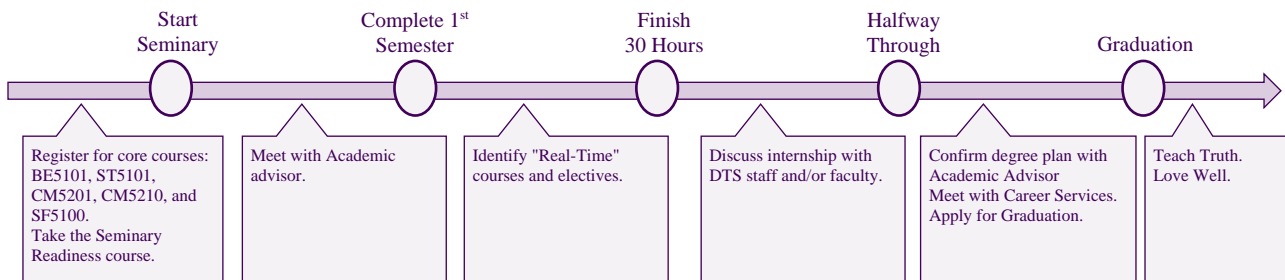 Start
Seminary
Complete 1st
Semester
Finish
30 Hours
Halfway
Through
Graduation
Register for core courses:
BE5101, ST5101,
CM5201, CM5210, and
SF5100.
Take the Seminary
Readiness course.
Meet with Academic
advisor.
Identify "Real-Time"
courses and electives.
Discuss internship with
DTS staff and/or faculty.
Confirm degree plan with
Academic Advisor
Meet with Career Services.
Apply for Graduation.
Teach Truth.
Love Well.